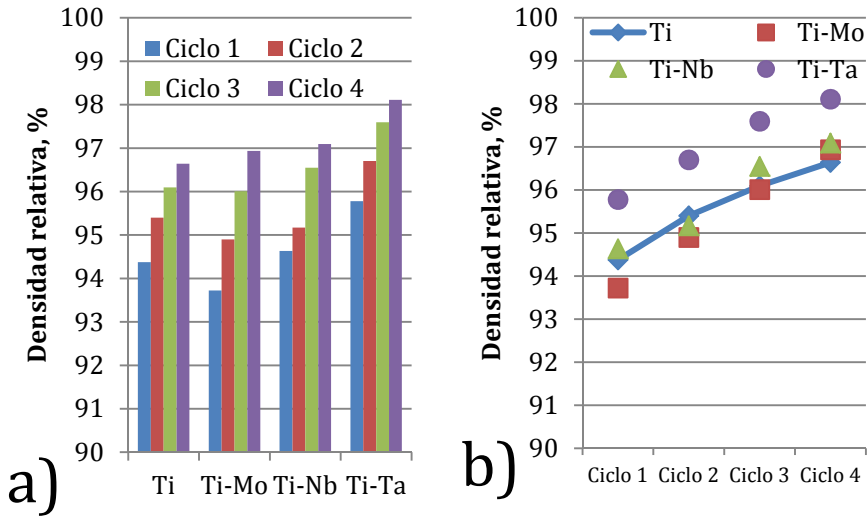 100
99
98
97
96
95
94
93
92
91
90
Densidad relativa, %
Ciclo 1 Ciclo 2
Ciclo 3 Ciclo 4
Ti Ti-Mo Ti-Nb Ti-Ta
a)
100
99
98
97
96
95
94
93
92
91
90
Densidad relativa, %
Ti Ti-Mo
Ti-Nb Ti-Ta
Ciclo 1 Ciclo 2 Ciclo 3 Ciclo 4
b)